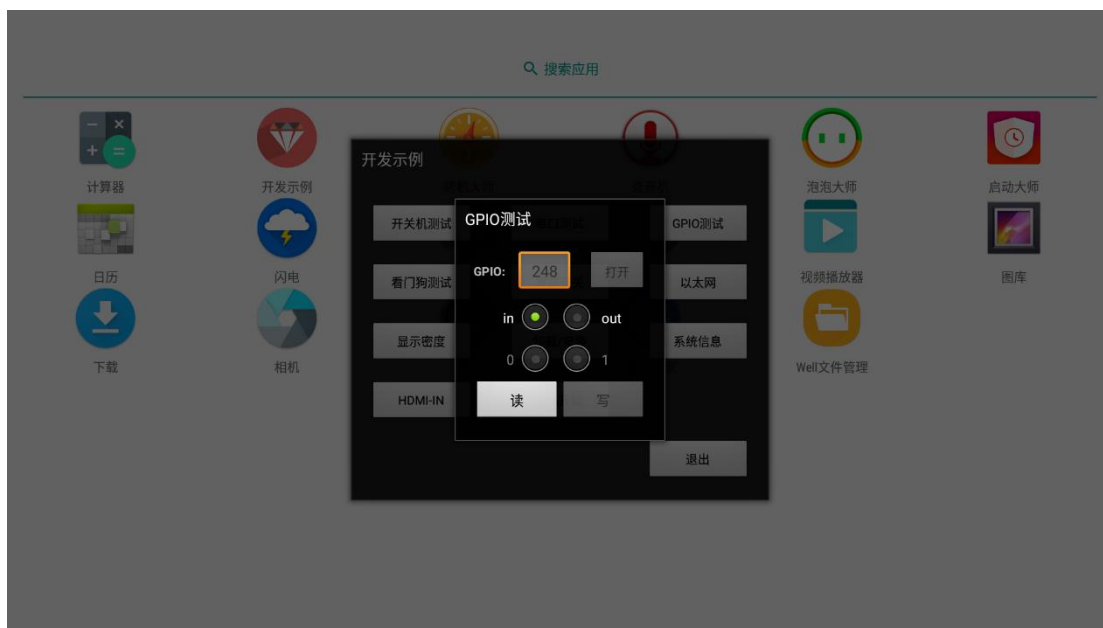 搜索应用
计算器
开发示例
泡泡大师
启动大师
开发示例
开关机测试
GPIO测试
GPIO测试
日历
闪电
视频播放器
图库
看门狗测试
GPIO:
248
打开
以太网
in
out
显示密度
0
1
系统信息
下载
相机
Well文件管理
HDMI-IN
读
写
退出